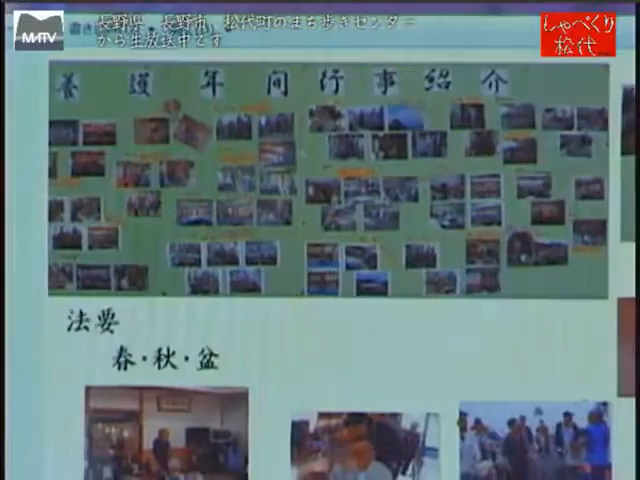 長野県、長野市、松代町のまち歩きセンター
から生放送中です
MATV
しゃべくり
松代
養護年間行事紹介
法要
春・秋・盆